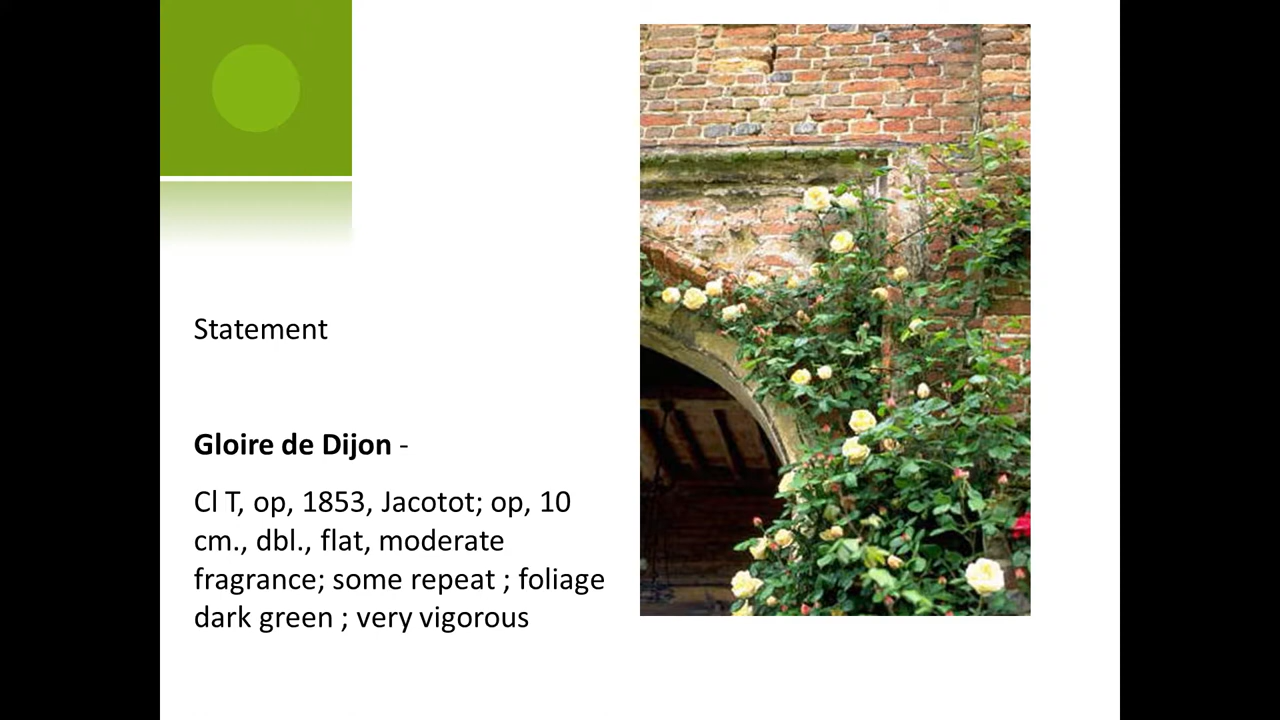 Statement
Gloire de Dijon -
Cl T, op, 1853, Jacotot; op, 10
cm., dbl., flat, moderate
fragrance; some repeat ; foliage
dark green ; very vigorous